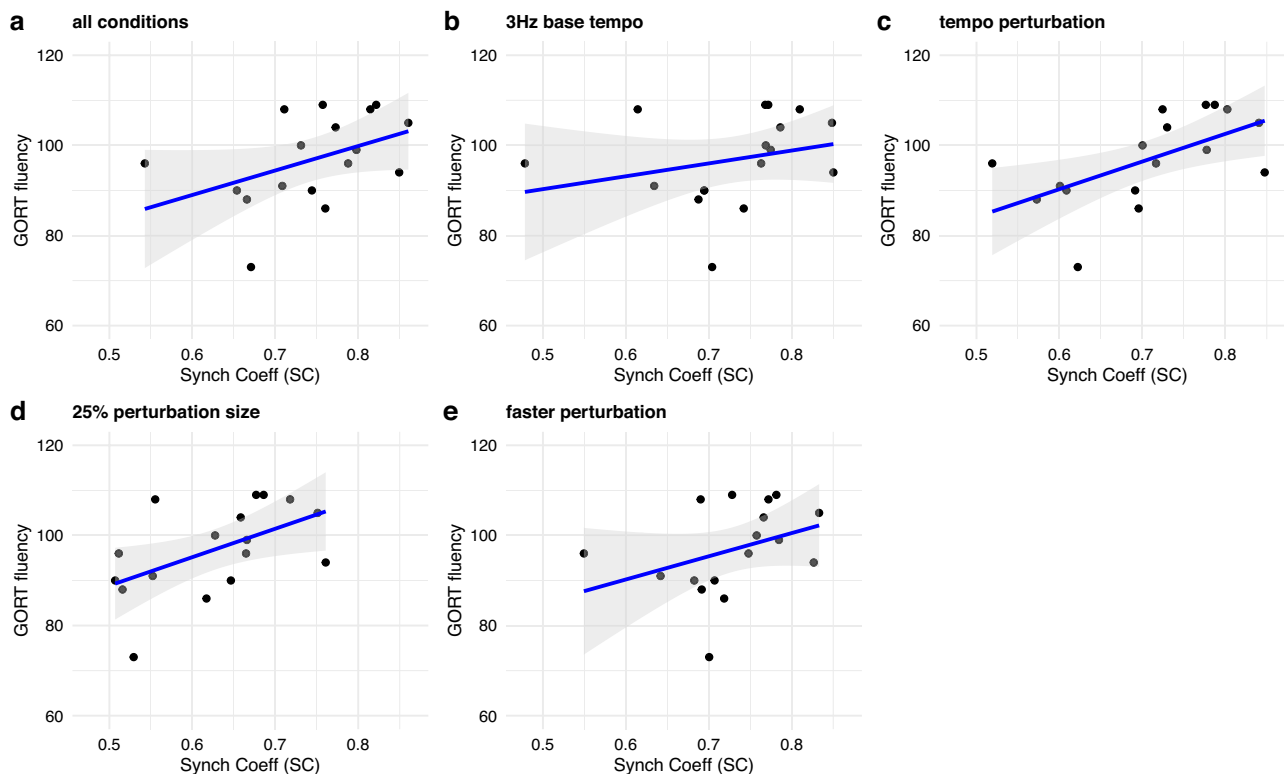 a all conditions
120
100
80
60
GORT fluency
0.5 0.6 0.7 0.8
Synch Coeff (SC)
b 3Hz base tempo
120
100
80
60
GORT fluency
0.5 0.6 0.7 0.8
Synch Coeff (SC)
c tempo perturbation
120
100
80
60
GORT fluency
0.5 0.6 0.7 0.8
Synch Coeff (SC)
d 25% perturbation size
120
100
80
60
GORT fluency
0.5 0.6 0.7 0.8
Synch Coeff (SC)
e faster perturbation
120
100
80
60
GORT fluency
0.5 0.6 0.7 0.8
Synch Coeff (SC)